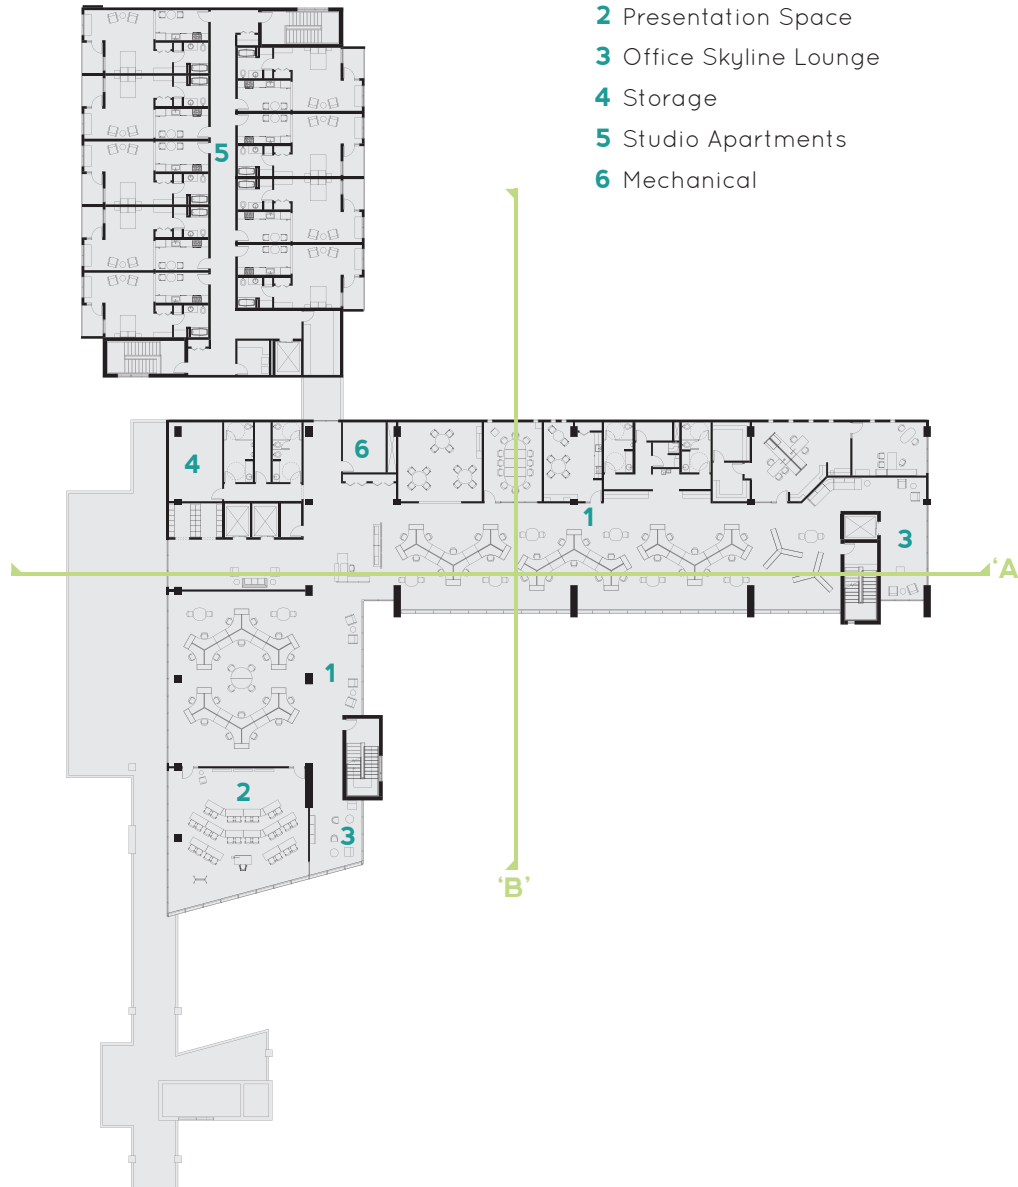 2 Presentation Space
3 Office Skyline Lounge
4 Storage
5 Studio Apartments
6 Mechanical
5
4
6
1
3
‘A
1
2
3
‘B’